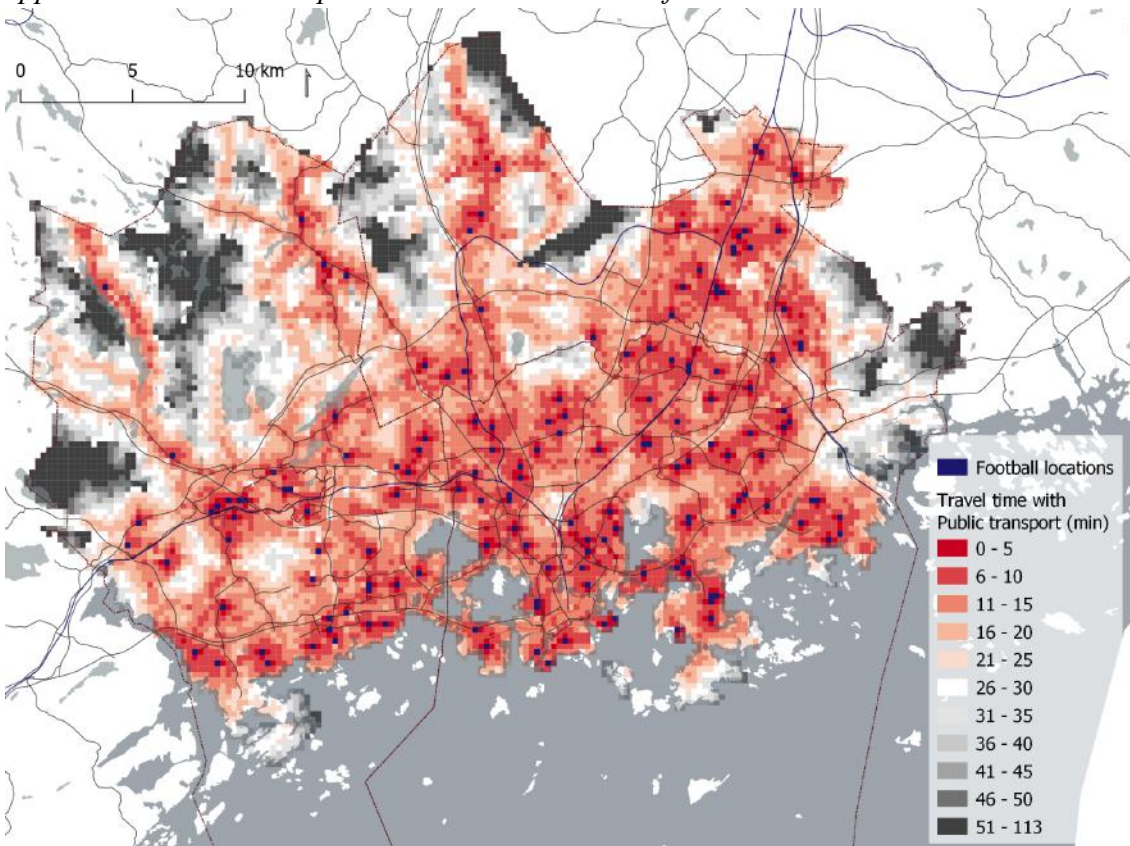 0 5 10 km
Football locations
Travel time with
Public transport (min)
0 - 5
6 - 10
11 - 15
16 - 20
21 - 25
26 - 30
31 - 35
36 - 40
41 - 45
46 - 50
51 - 113